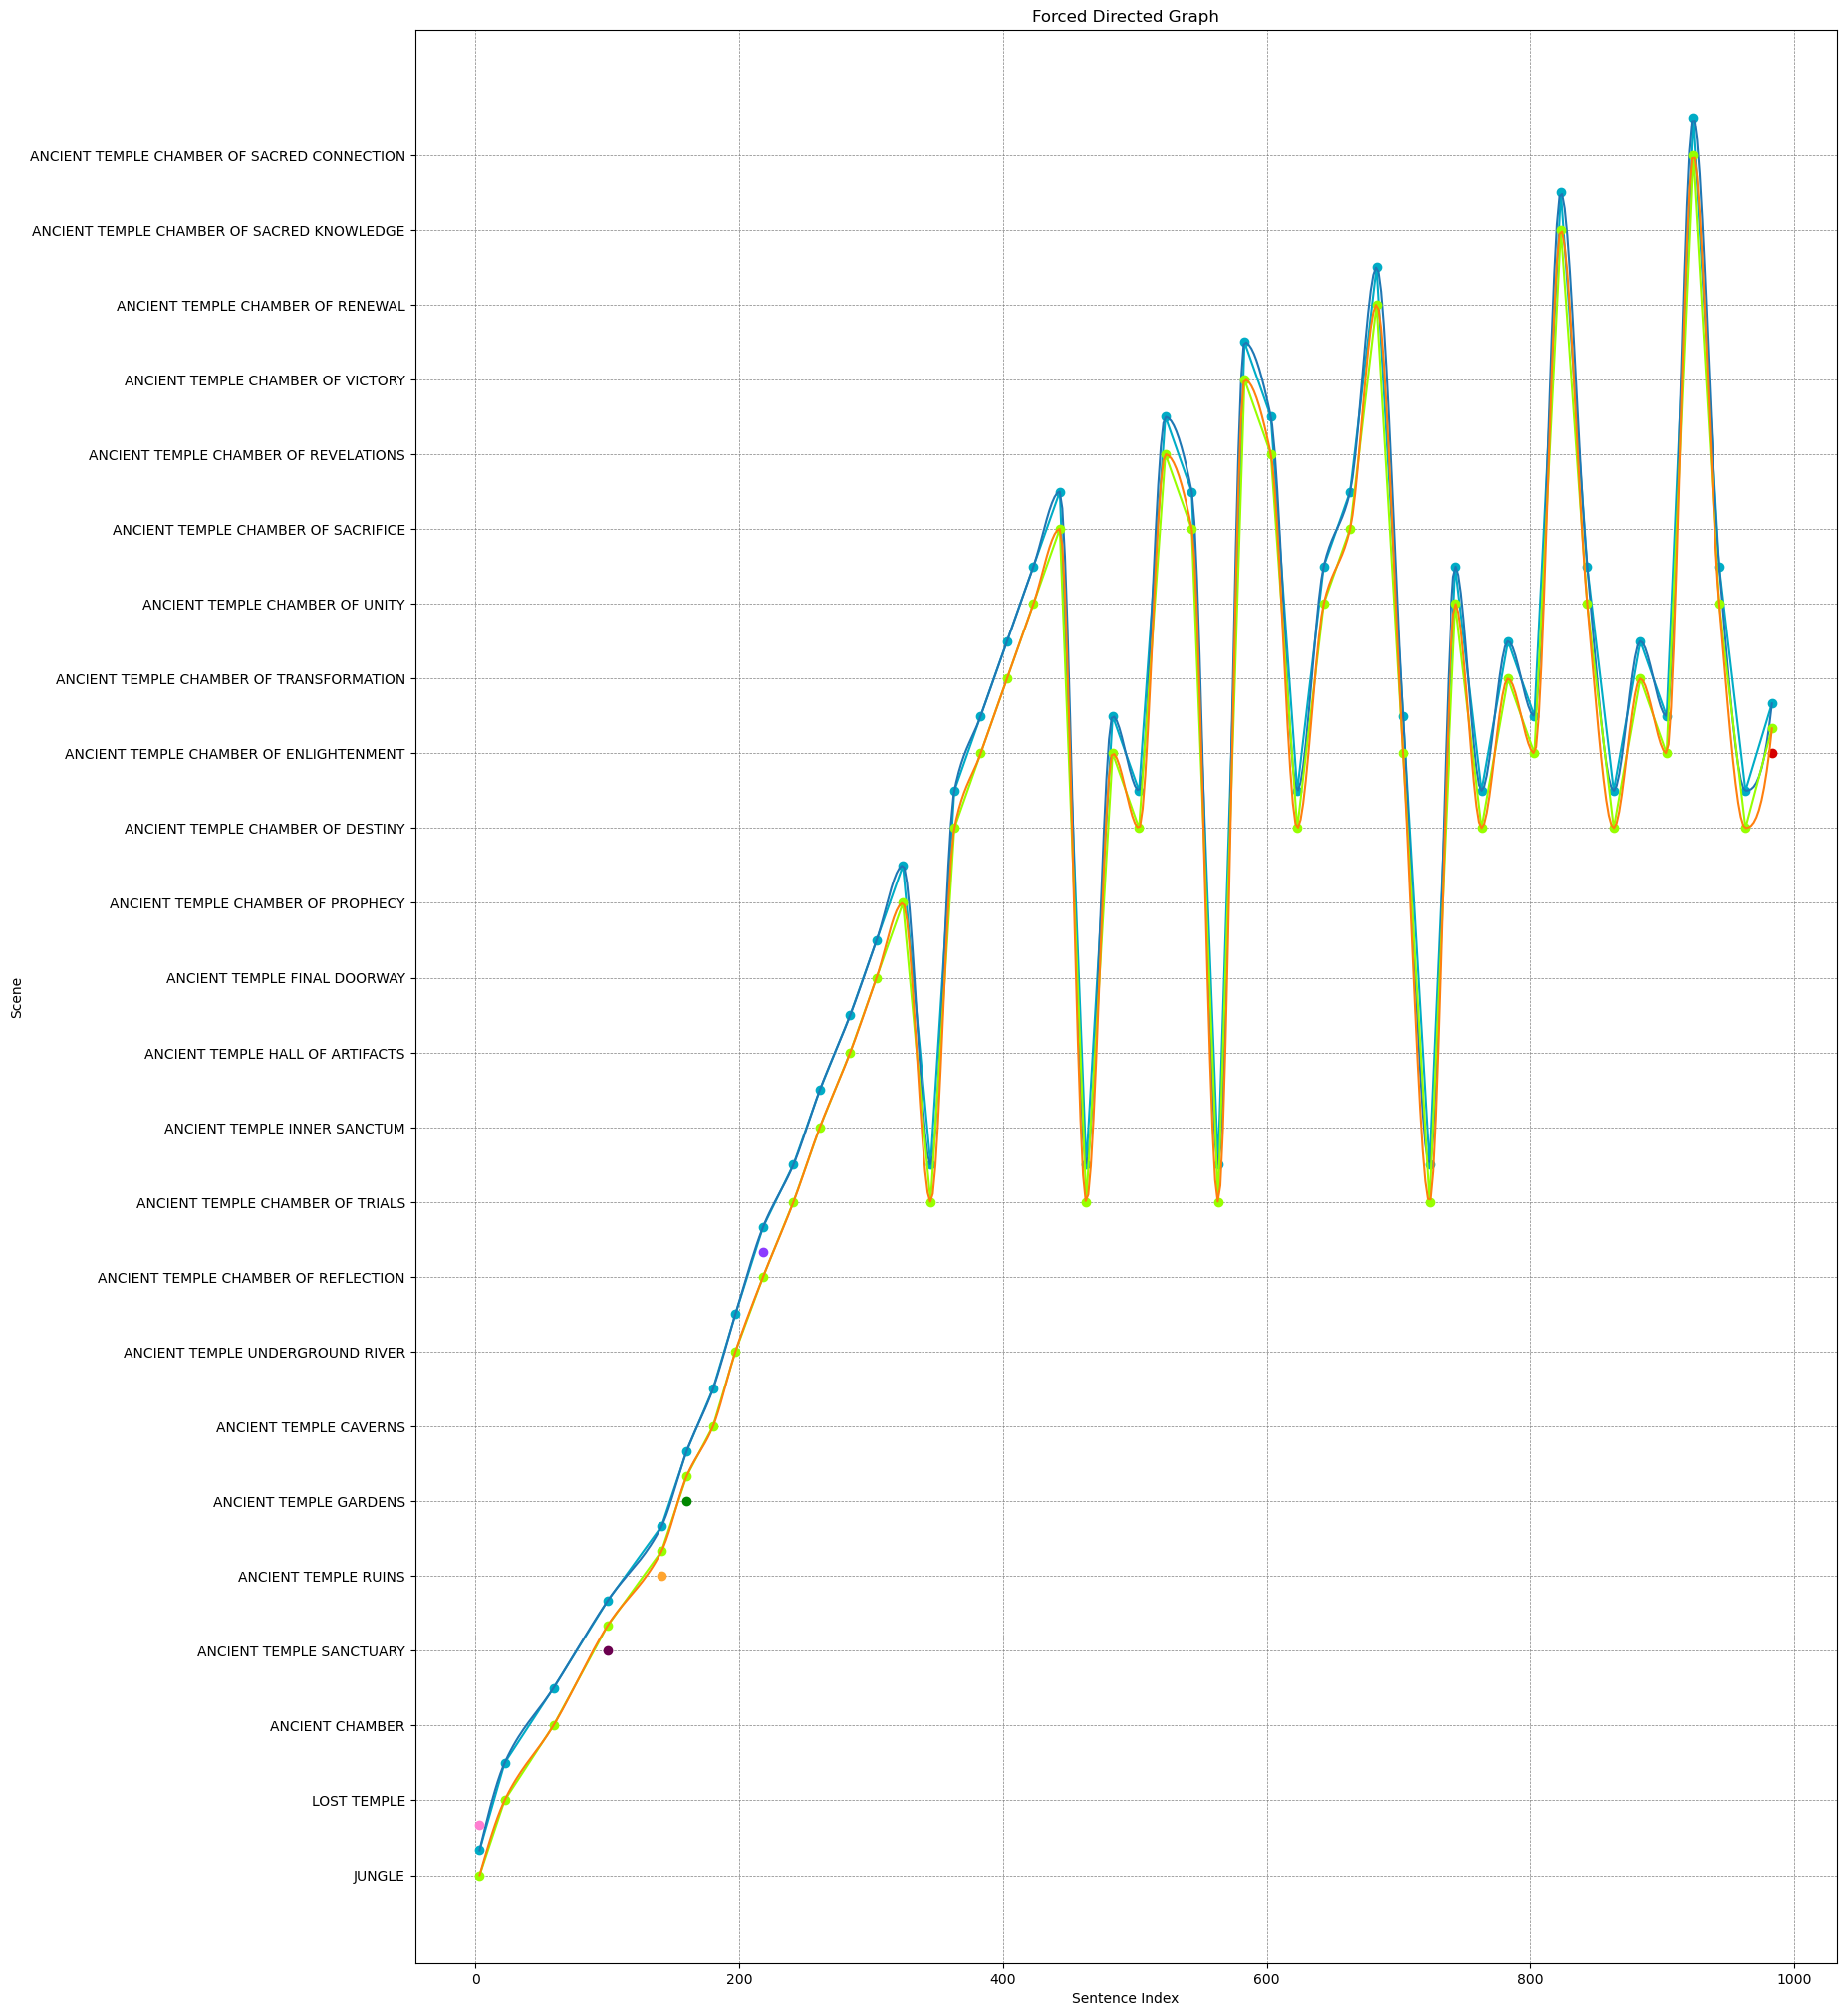 Forced Directed Graph
ANCIENT TEMPLE CHAMBER OF SACRED CONNECTION
ANCIENT TEMPLE CHAMBER OF SACRED KNOWLEDGE
ANCIENT TEMPLE CHAMBER OF RENEWAL
ANCIENT TEMPLE CHAMBER OF VICTORY
ANCIENT TEMPLE CHAMBER OF REVELATIONS
ANCIENT TEMPLE CHAMBER OF SACRIFICE
ANCIENT TEMPLE CHAMBER OF UNITY
ANCIENT TEMPLE CHAMBER OF TRANSFORMATION
ANCIENT TEMPLE CHAMBER OF ENLIGHTENMENT
ANCIENT TEMPLE CHAMBER OF DESTINY
ANCIENT TEMPLE CHAMBER OF PROPHECY
ANCIENT TEMPLE FINAL DOORWAY
Scene
ANCIENT TEMPLE HALL OF ARTIFACTS
ANCIENT TEMPLE INNER SANCTUM
ANCIENT TEMPLE CHAMBER OF TRIALS
ANCIENT TEMPLE CHAMBER OF REFLECTION
ANCIENT TEMPLE UNDERGROUND RIVER
ANCIENT TEMPLE CAVERNS
ANCIENT TEMPLE GARDENS
ANCIENT TEMPLE RUINS
ANCIENT TEMPLE SANCTUARY
ANCIENT CHAMBER
LOST TEMPLE
JUNGLE
0 200 400 600 800 1000
Sentence Index